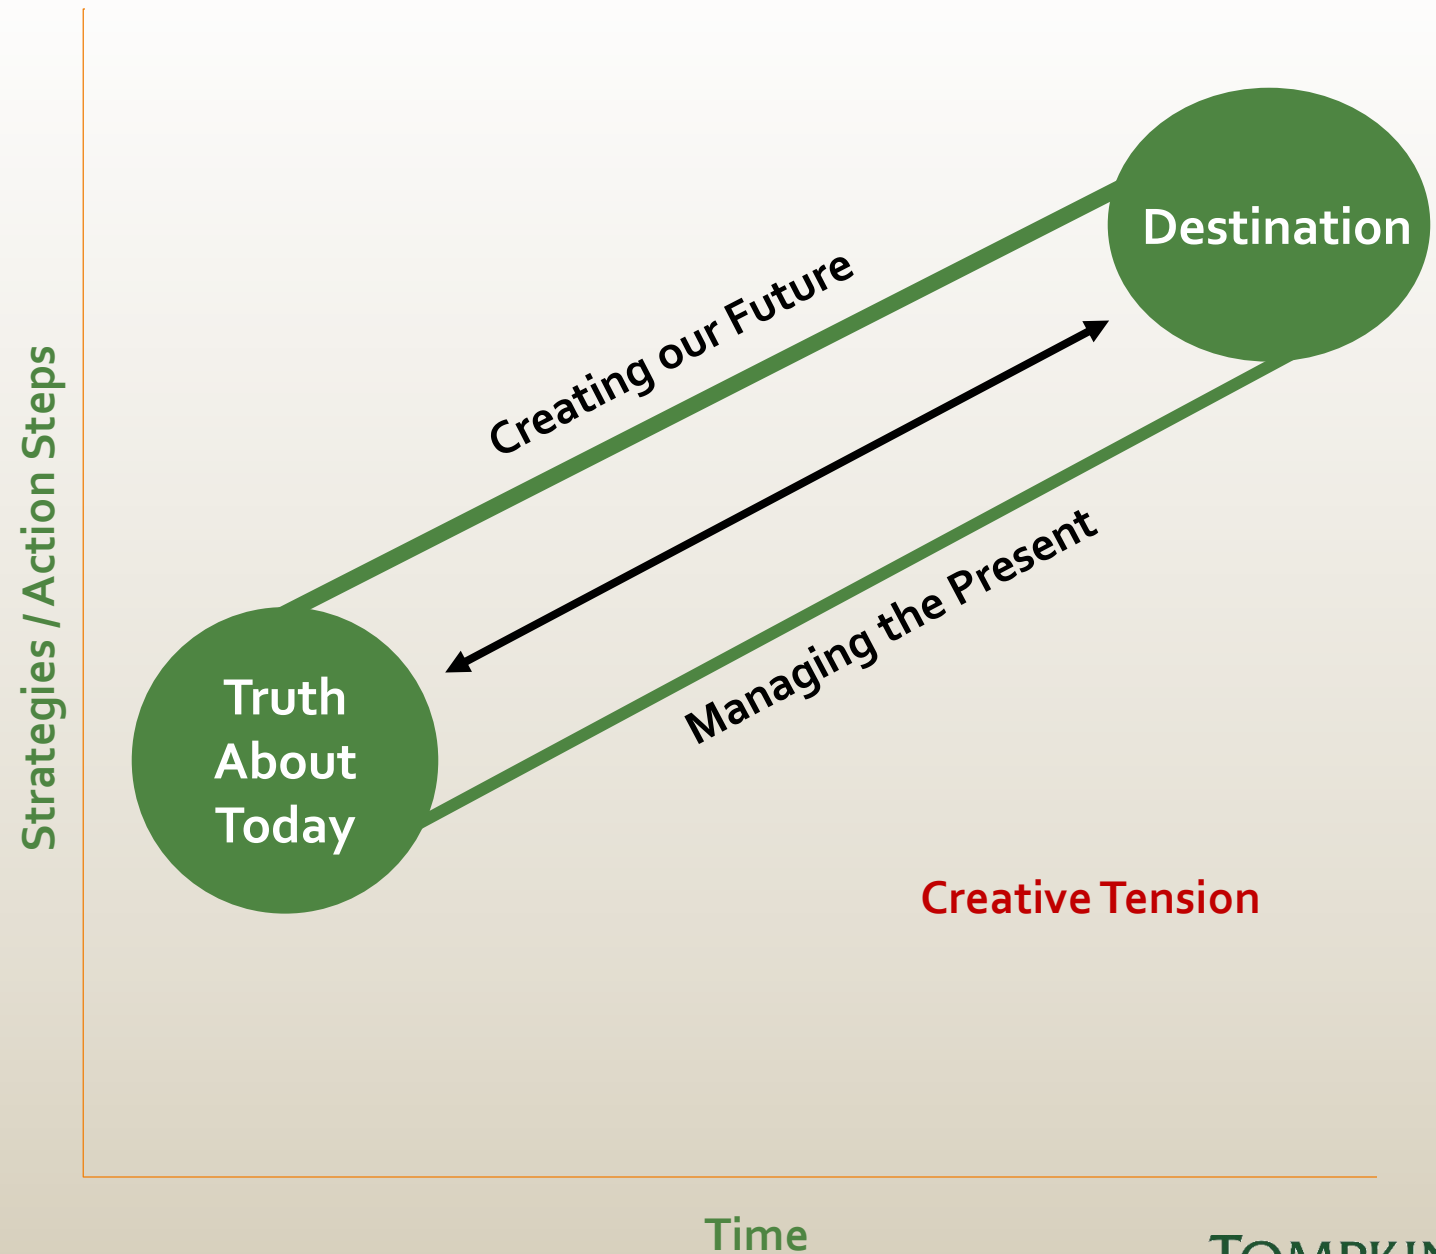 Destination
Creating our Future
Strategies / Action Steps
Managing the Present
Truth
About
Today
Creative Tension
Time